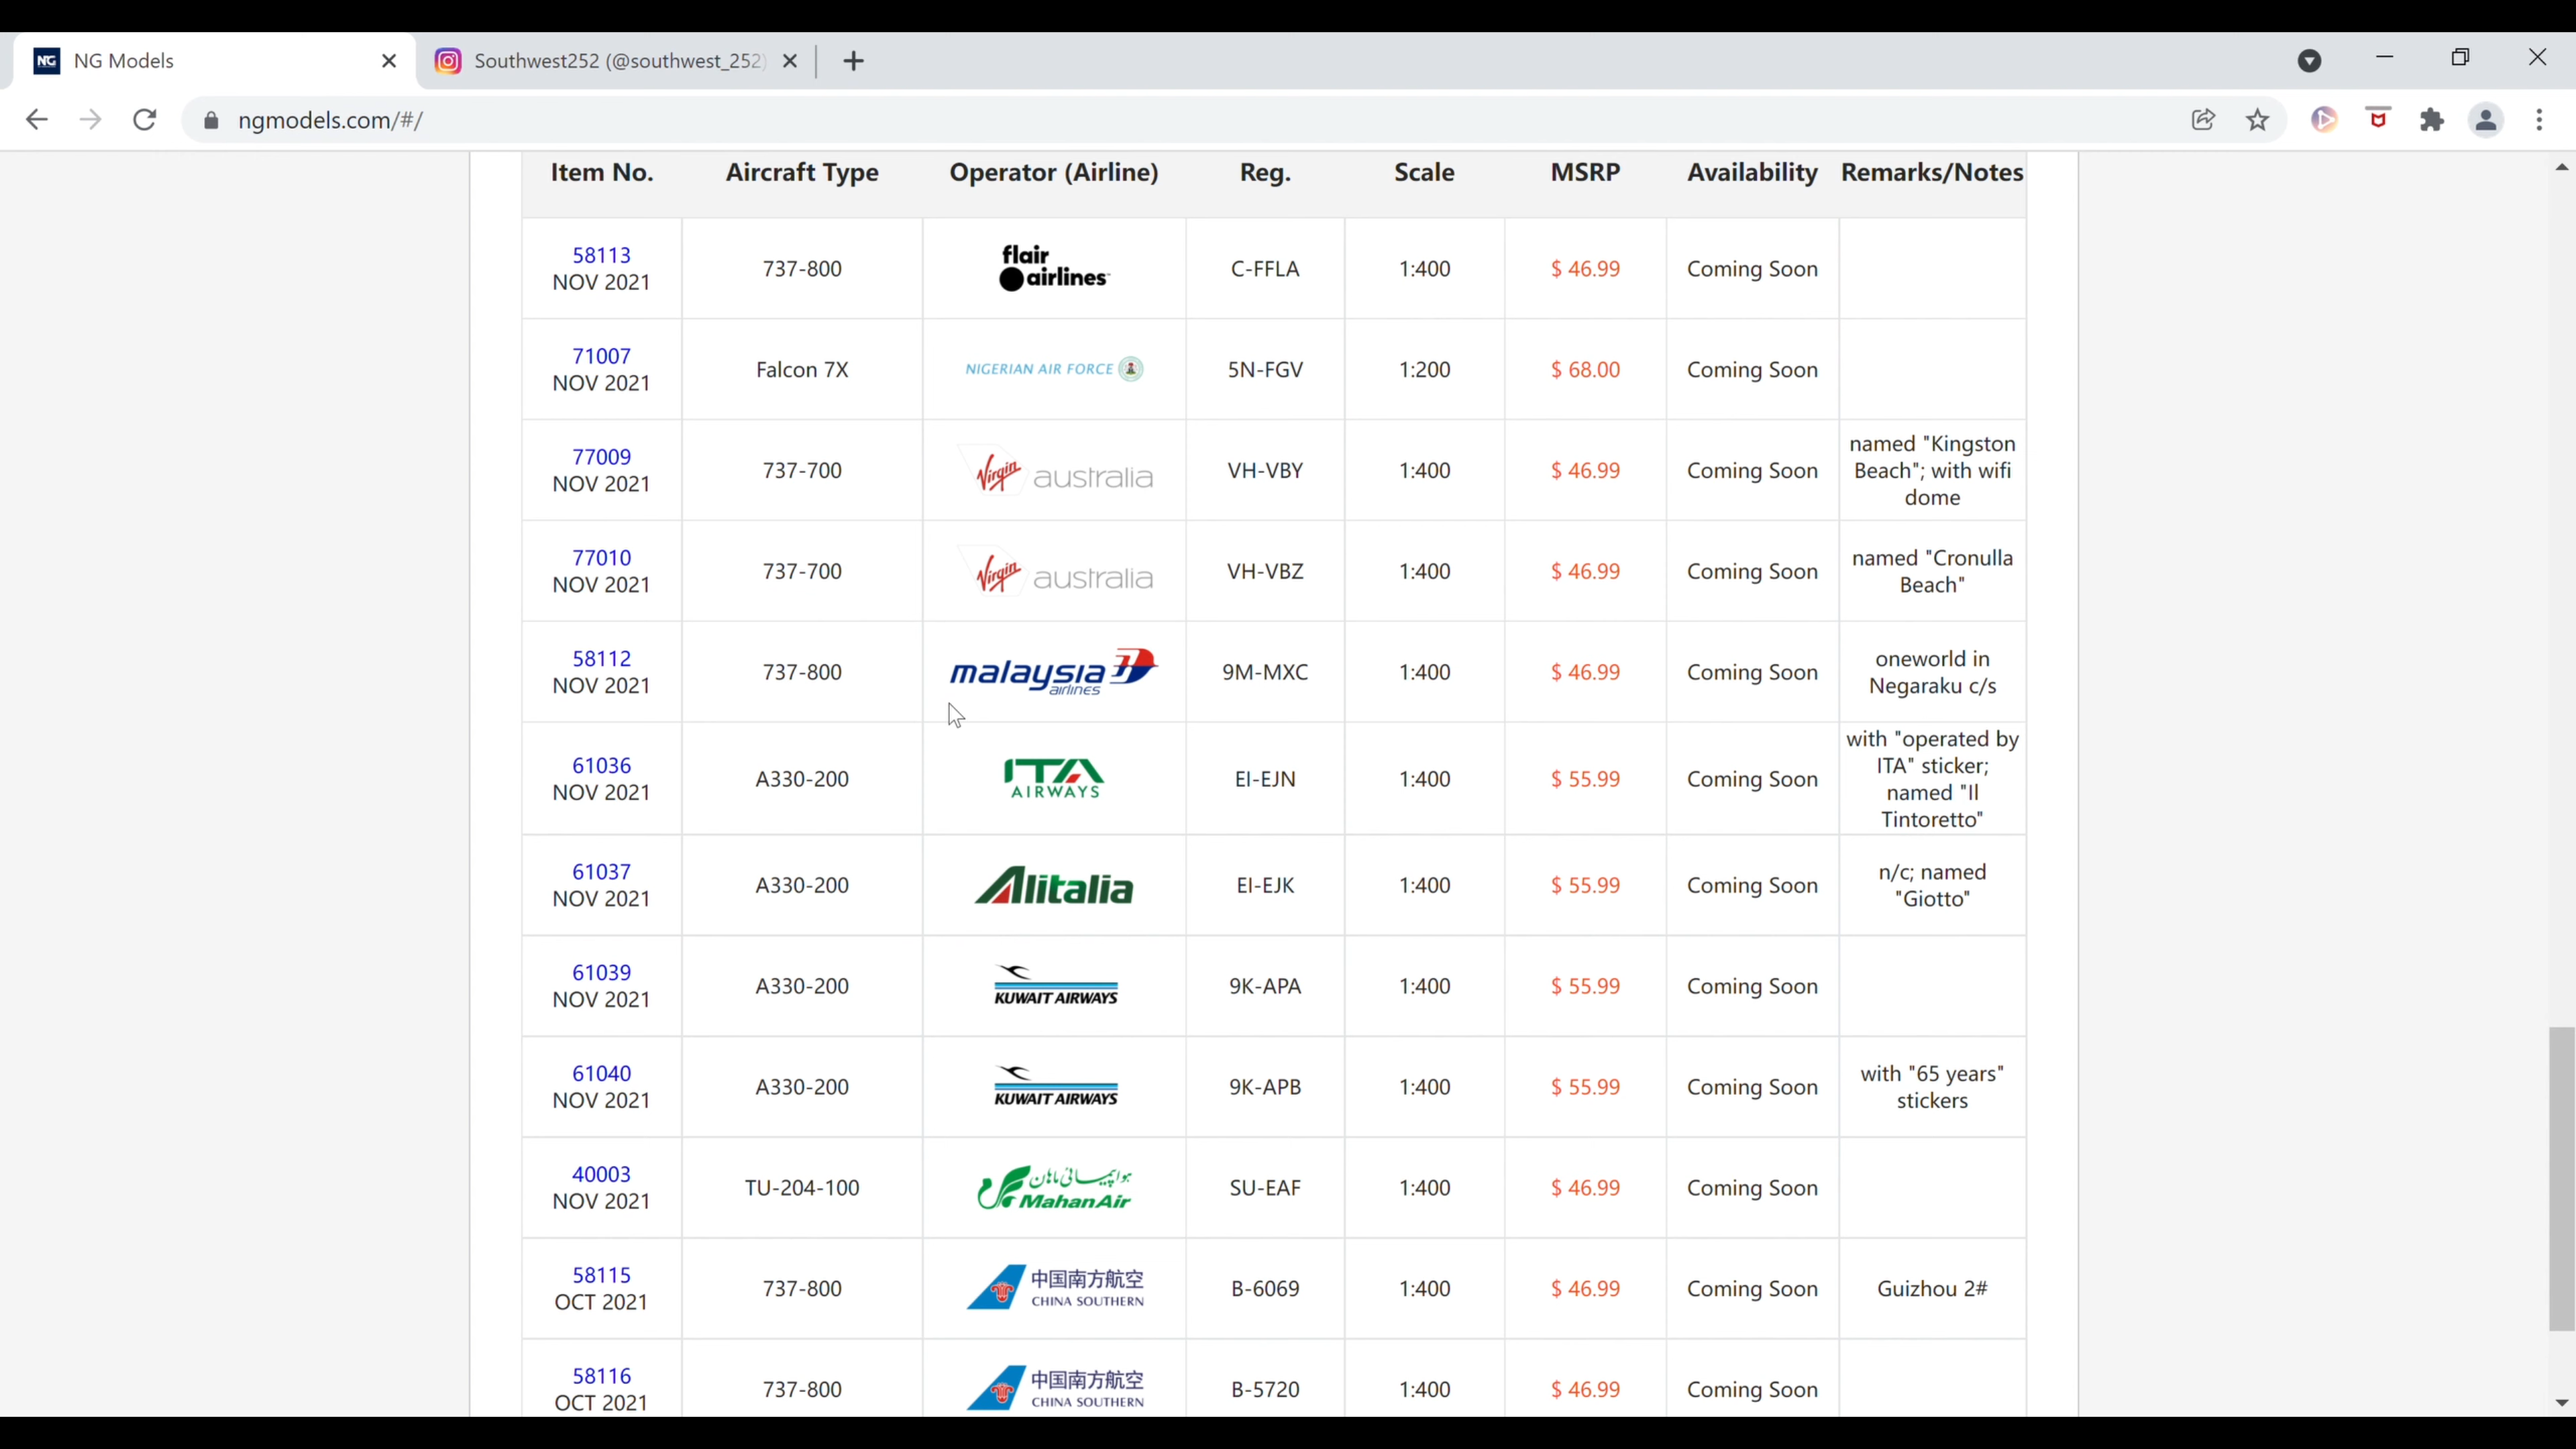 NG Models
Southwest252 (@southwest_252)
ngmodels.com/#/
Item No. Aircraft Type Operator (Airline) Reg. Scale MSRP Availability Remarks/Notes
58113
NOV 2021
737-800
flair
airlines
C-FFLA
1:400
$ 46.99
Coming Soon
71007
NOV 2021
Falcon 7X
NIGERIAN AIR FORCE
5N-FGV
1:200
$ 68.00
Coming Soon
77009
NOV 2021
737-700
Virgin australia
VH-VBY
1:400
$ 46.99
Coming Soon
named "Kingston
Beach"; with wifi
dome
77010
NOV 2021
737-700
Virgin australia
VH-VBZ
1:400
$ 46.99
Coming Soon
named "Cronulla
Beach"
58112
NOV 2021
737-800
malaysia
airlines
9M-MXC
1:400
$ 46.99
Coming Soon
oneworld in
Negaraku c/s
61036
NOV 2021
A330-200
ITA
AIRWAYS
EI-EJN
1:400
$ 55.99
Coming Soon
with "operated by
ITA" sticker;
named "Il
Tintoretto"
61037
NOV 2021
A330-200
Alitalia
EI-EJK
1:400
$ 55.99
Coming Soon
n/c; named
"Giotto"
61039
NOV 2021
A330-200
KUWAIT AIRWAYS
9K-APA
1:400
$ 55.99
Coming Soon
61040
NOV 2021
A330-200
KUWAIT AIRWAYS
9K-APB
1:400
$ 55.99
Coming Soon
with "65 years"
stickers
40003
NOV 2021
TU-204-100
هواپیمائی ماهان
Mahan Air
SU-EAF
1:400
$ 46.99
Coming Soon
58115
OCT 2021
737-800
中国南方航空
CHINA SOUTHERN
B-6069
1:400
$ 46.99
Coming Soon
Guizhou 2#
58116
OCT 2021
737-800
中国南方航空
CHINA SOUTHERN
B-5720
1:400
$ 46.99
Coming Soon